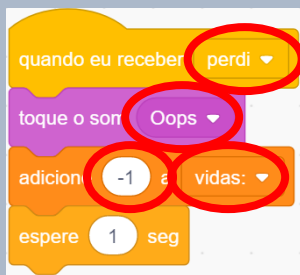 quando eu receber perdi
toque o som Oops
adicione -1 a vidas:
espere 1 seg